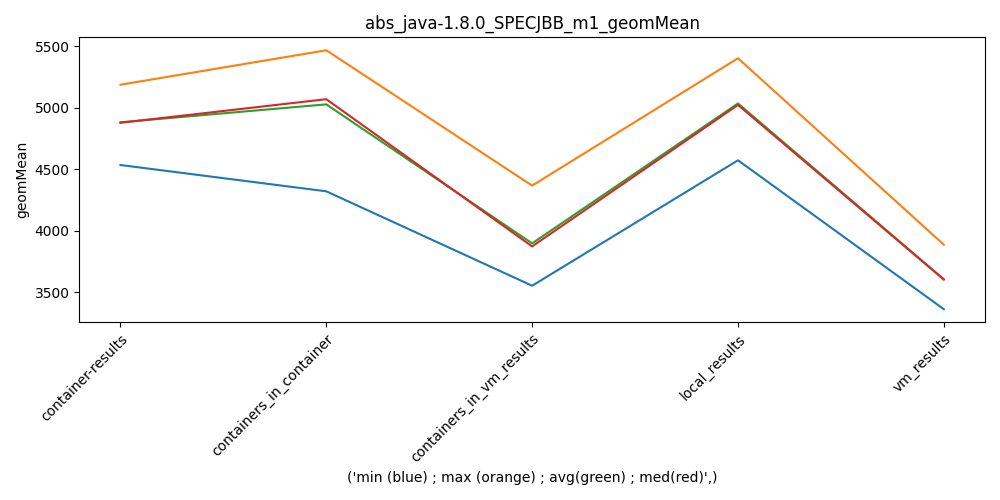 abs_java-1.8.0_SPECJBB_m1_geomMean
5500
5000
4500
4000
3500
geomMean
container-results
containers_in_container
containers_in_vm_results
local_results
vm_results
('min (blue) ; max (orange) ; avg(green) ; med(red)',)